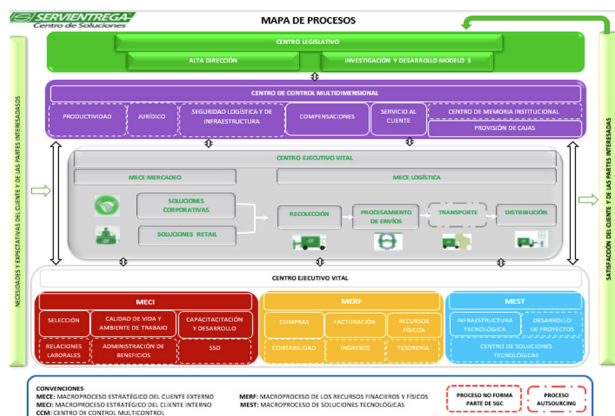 SERVIENTREGA
Centro de Soluciones
MAPA DE PROCESOS
NECESIDADES Y EXPECTATIVAS DEL CLIENTE Y DE LAS PARTES INTERESADASOS
CENTRO LEGISLATIVO
ALTA DIRECCIÓN
INVESTIGACIÓN Y DESARROLLO MODELO S
CENTRO DE CONTROL MULTIDIMENSIONAL
PRODUCTIVIDAD
JURÍDICO
SEGURIDAD LOGÍSTICA Y DE
INFRAESTRUCTURA
COMPENSACIONES
SERVICIO AL
CLIENTE
CENTRO DE MEMORIA INSTITUCIONAL
PROVISIÓN DE CAJAS
CENTRO EJECUTIVO VITAL
MECE MERCADEO
MECE LOGÍSTICA
SOLUCIONES
CORPORATIVAS
SOLUCIONES RETAIL
RECOLECCIÓN
PROCESAMIENTO
DE ENVÍOS
TRANSPORTE
DISTRIBUCIÓN
CENTRO EJECUTIVO VITAL
MECI
SELECCIÓN
CALIDAD DE VIDA Y
AMBIENTE DE TRABAJO
CAPACITACITACIÓN
Y DESARROLLO
RELACIONES
LABORALES
ADMINISTRACIÓN DE
BENEFICIOS
SSO
MERF
COMPRAS
FACTURACIÓN
RECURSOS
FÍSICOS
CONTABILIDAD
INGRESOS
TESORERÍA
MEST
INFRAESTRUCTURA
TECNOLÓGICA
DESARROLLO
DE PROYECTOS
CENTRO DE SOLUCIONES
TECNOLÓGICAS
SATISFACCIÓN DEL CLIENTE Y DE LAS PARTES INTERESADAS
CONVENCIONES
MECE: MACROPROCESO ESTRATÉGICO DEL CLIENTE EXTERNO
MECI: MACROPROCESO ESTRATÉGICO DEL CLIENTE INTERNO
CCM: CENTRO DE CONTROL MULTICONTROL
MERF: MACROPROCESO DE LOS RECURSOS FINACIEROS Y FÍSICOS
MEST: MACROPROCESO DE SOLUCIONES TECNOLÓGICAS
PROCESO NO FORMA
PARTE DE SGC
PROCESO
AUTSOURCING